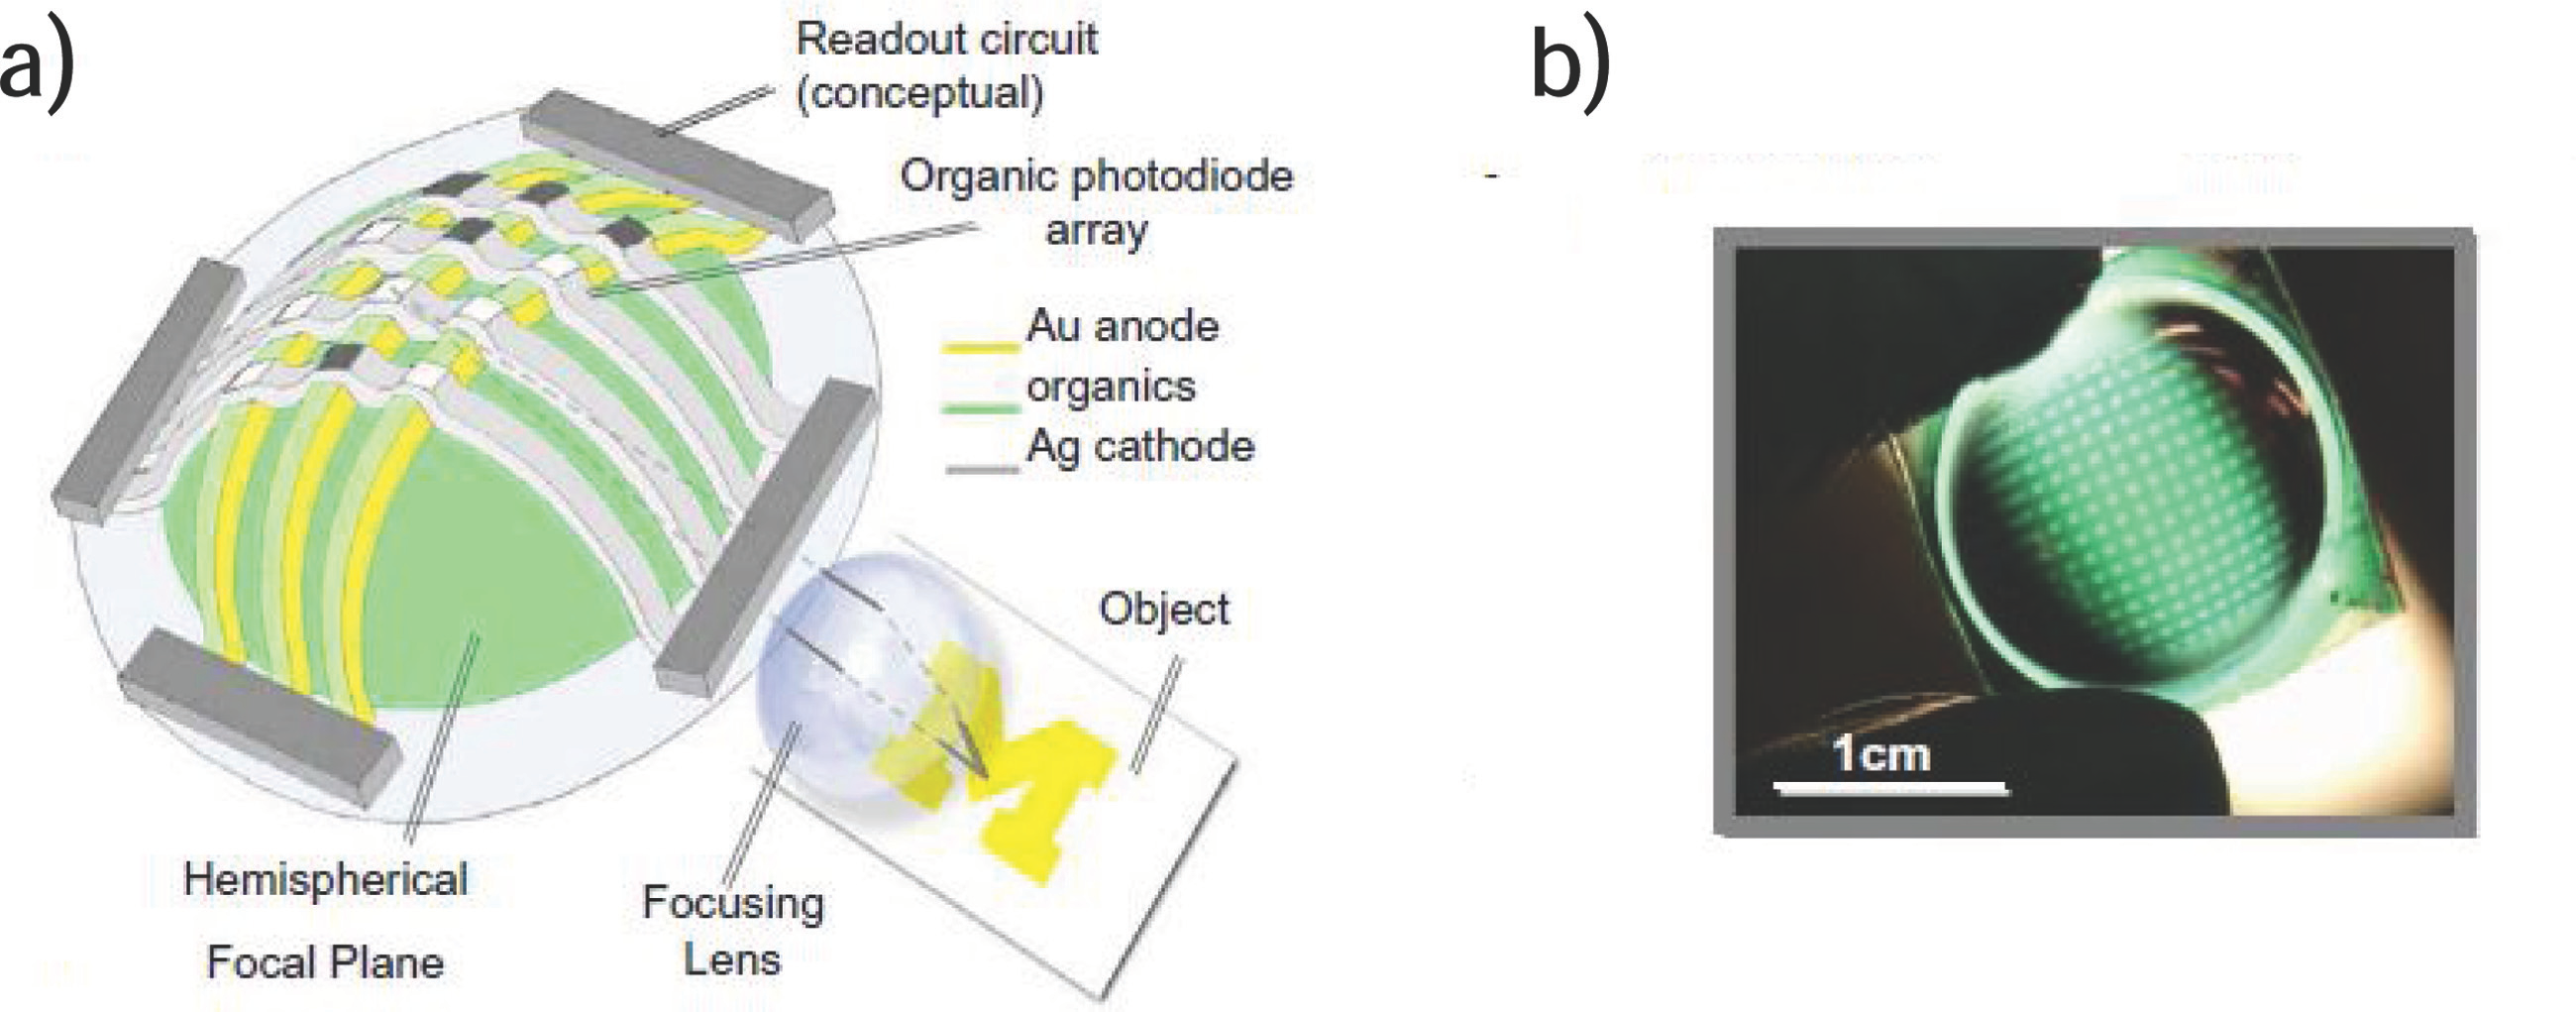 a)
Readout circuit
(conceptual)
Organic photodiode
array
Au anode
organics
Ag cathode
Object
Hemispherical
Focal Plane
Focusing
Lens
M
b)
1cm